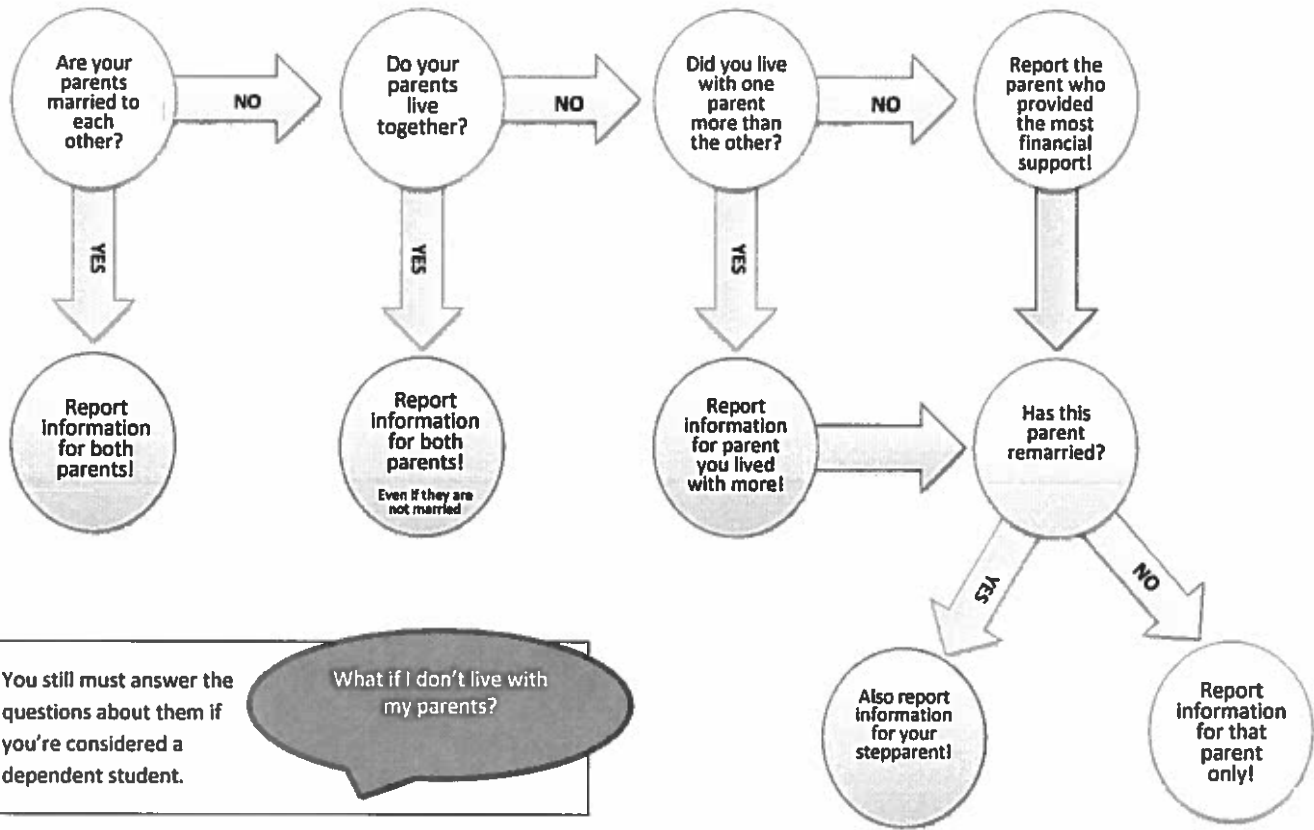 Are your
parents
married to
each
other?
NO
Do your
parents
live
together?
NO
Did you live
with one
parent
more than
the other?
NO
Report the
parent who
provided
the most
financial
support!
YES
YES
YES
Report
information
for both
parents!
Report
information
for both
parents!
Even if they are
not married
Report
information
for parent
you lived
with more!
Has this
parent
remarried?
YES
NO
Also report
information
for your
stepparent!
Report
information
for that
parent
only!
You still must answer the
questions about them if
you're considered a
dependent student.
What if I don't live with
my parents?